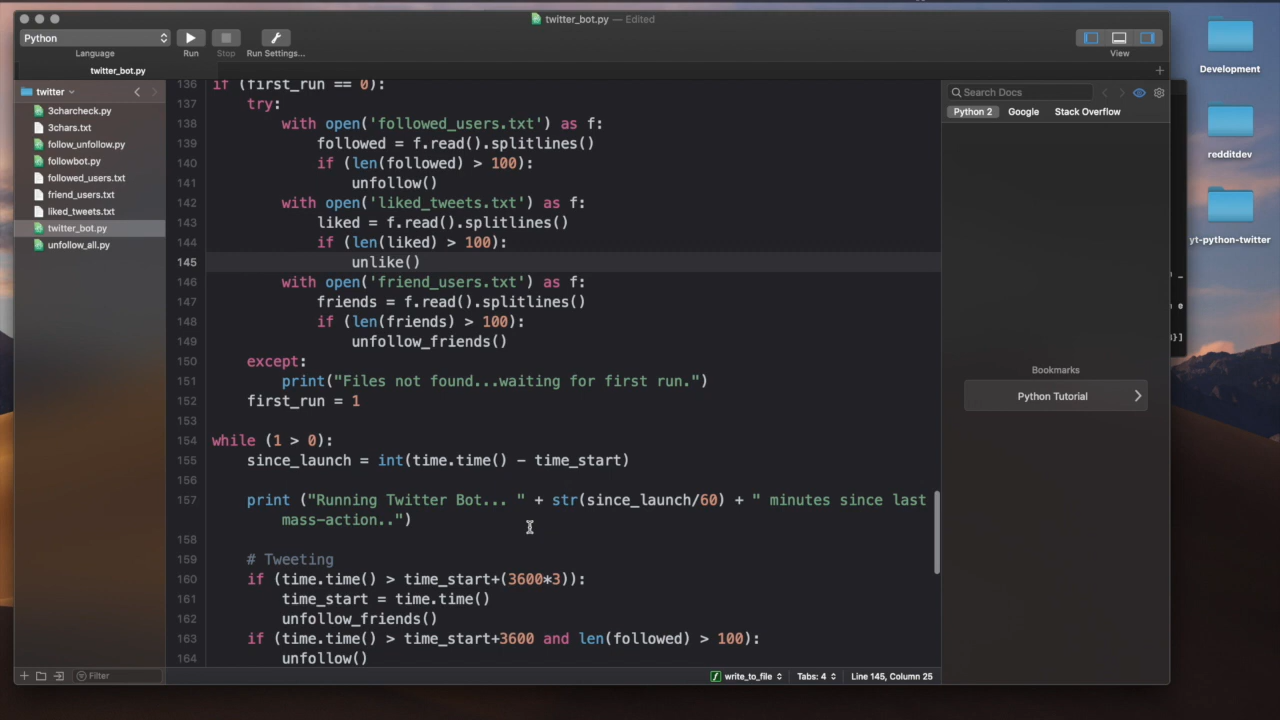 twitter_bot.py — Edited
Python
Language
Run
Stop
Run Settings...
View
twitter_bot.py
twitter
3charcheck.py
3chars.txt
follow_unfollow.py
followbot.py
followed_users.txt
friend_users.txt
liked_tweets.txt
twitter_bot.py
unfollow_all.py
Filter
136 if (first_run == 0):
137 try:
138 with open('followed_users.txt') as f:
139 followed = f.read().splitlines()
140 if (len(followed) > 100):
141 unfollow()
142 with open('liked_tweets.txt') as f:
143 liked = f.read().splitlines()
144 if (len(liked) > 100):
145 unlike()
146 with open('friend_users.txt') as f:
147 friends = f.read().splitlines()
148 if (len(friends) > 100):
149 unfollow_friends()
150 except:
151 print("Files not found...waiting for first run.")
152 first_run = 1
153
154 while (1 > 0):
155 since_launch = int(time.time() - time_start)
156
157 print ("Running Twitter Bot... " + str(since_launch/60) + " minutes since last
mass-action..")
158
159 # Tweeting
160 if (time.time() > time_start+(3600*3)):
161 time_start = time.time()
162 unfollow_friends()
163 if (time.time() > time_start+3600 and len(followed) > 100):
164 unfollow()
write_to_file
Tabs: 4
Line 145, Column 25
Search Docs
Python 2
Google
Stack Overflow
Bookmarks
Python Tutorial
Development
redditdev
yt-python-twitter